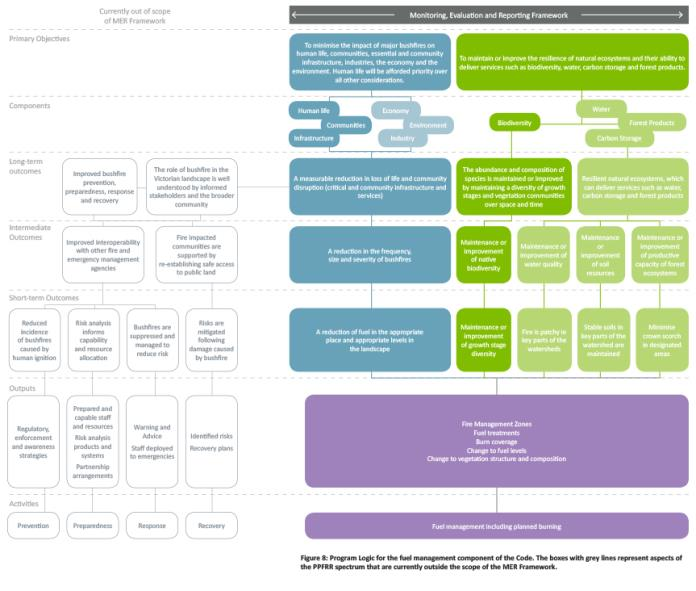 Currently out of scope
of MER Framework
Monitoring, Evaluation and Reporting Framework
Primary Objectives
To minimise the impact of major bushfires on
human life, communities, essential and community
infrastructure, industries, the economy and the
environment. Human life will be afforded priority over
all other considerations.
To maintain or improve the resilience of natural ecosystems and their ability to
deliver services such as biodiversity, water, carbon storage and forest products.
Components
Human life
Economy
Communities
Environment
Infrastructure
Industry
Biodiversity
Water
Forest Products
Carbon Storage
Long-term
outcomes
Improved bushfire
prevention,
preparedness, response
and recovery
The role of bushfire in the
Victorian landscape is well
understood by informed
stakeholders and the broader
community
A measurable reduction in loss of life and community
disruption (critical and community infrastructure and
services)
The abundance and composition of
species is maintained or improved
by maintaining a diversity of growth
stages and vegetation communities
over space and time
Resilient natural ecosystems, which
can deliver services such as water,
carbon storage and forest products
Intermediate
Outcomes
Improved interoperability
with other fire and
emergency management
agencies
Fire impacted
communities are
supported by
re-establishing safe access
to public land
A reduction in the frequency,
size and severity of bushfires
Maintenance or
improvement
of native
biodiversity
Maintenance or
improvement of
water quality
Maintenance
or
improvement
of soil
resources
Maintenance or
improvement
of productive
capacity of forest
ecosystems
Short-term Outcomes
Reduced
incidence
of bushfires
caused by
human ignition
Risk analysis
informs
capability
and resource
allocation
Bushfires are
suppressed and
managed to
reduce risk
Risks are
mitigated
following
damage caused
by bushfire
A reduction of fuel in the appropriate
place and appropriate levels in
the landscape
Maintenance or
improvement
of growth stage
diversity
Fire is patchy in
key parts of the
watersheds
Stable soils in
key parts of the
watershed are
maintained
Minimise
crown scorch
in designated
areas
Outputs
Regulatory,
enforcement
and awareness
strategies
Prepared and
capable staff
and resources
Risk analysis
products and
systems
Partnership
arrangements
Warning and
Advice
Staff deployed
to emergencies
Identified risks
Recovery plans
Fire Management Zones
Fuel treatments
Burn coverage
Change to fuel levels
Change to vegetation structure and composition
Activities
Prevention
Preparedness
Response
Recovery
Fuel management including planned burning
Figure 8: Program Logic for the fuel management component of the Code. The boxes with grey lines represent aspects of
the PPFRR spectrum that are currently outside the scope of the MER Framework.